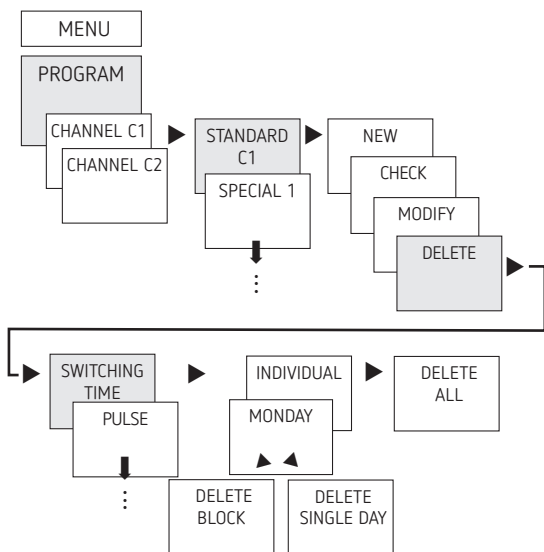 MENU
PROGRAM
CHANNEL C1
CHANNEL C2
STANDARD
C1
SPECIAL 1
NEW
CHECK
MODIFY
DELETE
SWITCHING
TIME
PULSE
INDIVIDUAL
MONDAY
DELETE
BLOCK
DELETE
SINGLE DAY
DELETE
ALL